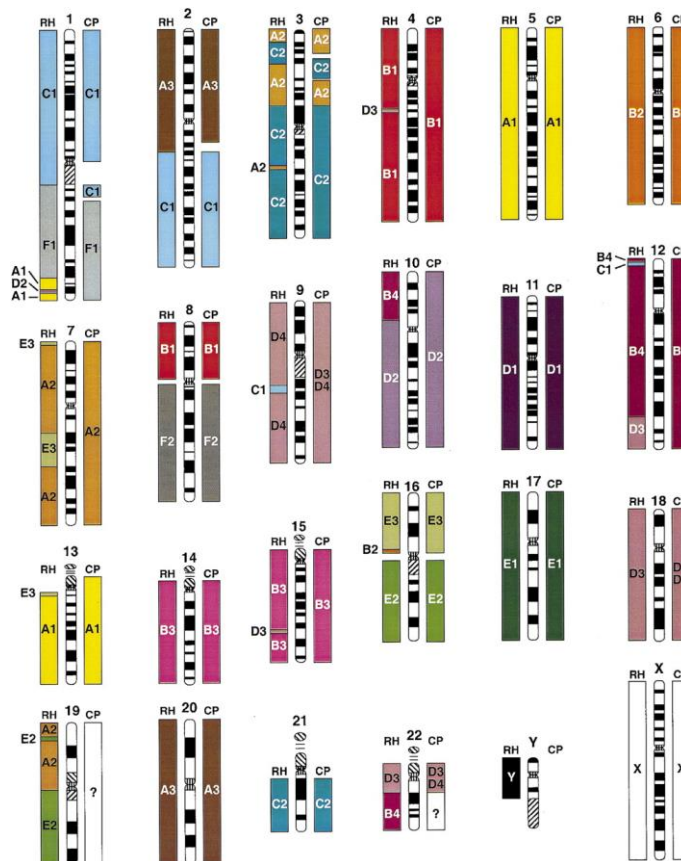 1
RH CP
C1 C1
C1
F1 F1
A1
D2
A1
2
RH CP
A3 A3
C1 C1
3
RH CP
A2 A2
C2 C2
A2 A2
C2 C2
A2
C2
4
RH CP
B1 B1
D3
B1
5
RH CP
A1 A1
6
RH
B2
7
RH CP
E3
A2 A2
E3
A2
8
RH CP
B1 B1
F2 F2
9
RH CP
D4 D3
D4
C1
D4
10
RH CP
B4
D2 D2
11
RH CP
D1 D1
12
RH
B4
C1
B4
D3
13
RH CP
E3
A1 A1
14
RH CP
B3 B3
15
RH CP
B3 B3
D3
B3
16
RH CP
E3 E3
B2
E2 E2
17
RH CP
E1 E1
18
RH
D3
19
RH CP
A2
E2
A2
?
E2
20
RH CP
A3 A3
21
RH CP
C2 C2
22
RH CP
D3 D3
D4
B4 ?
Y
RH CP
Y
X
RH
X X